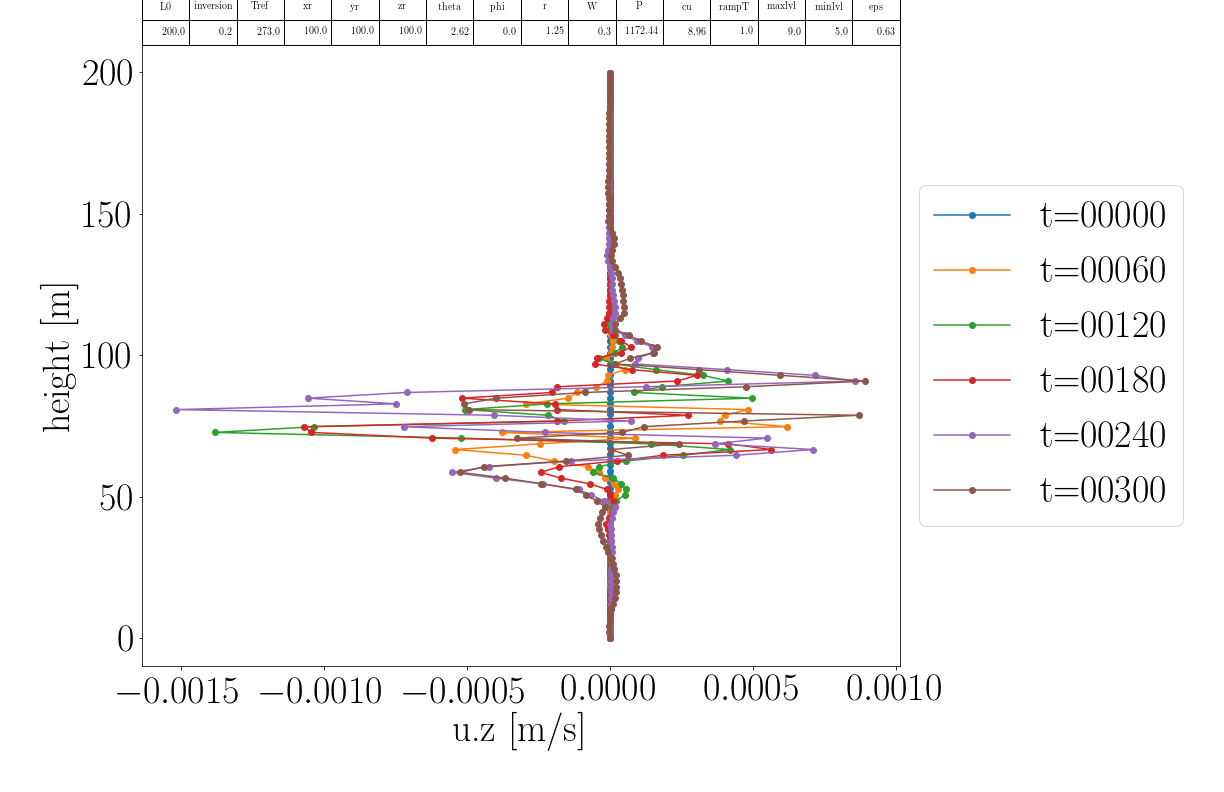 L0 inversion Tref xr yr zr theta phi r W P cu rampT maxlvl minlvl eps
200.0 0.2 273.0 100.0 100.0 100.0 2.62 0.0 1.25 0.3 1172.44 8.96 1.0 9.0 5.0 0.63
200
150
100
50
0
height [m]
−0.0015 −0.0010 −0.0005 0.0000 0.0005 0.0010
u.z [m/s]
t=00000
t=00060
t=00120
t=00180
t=00240
t=00300